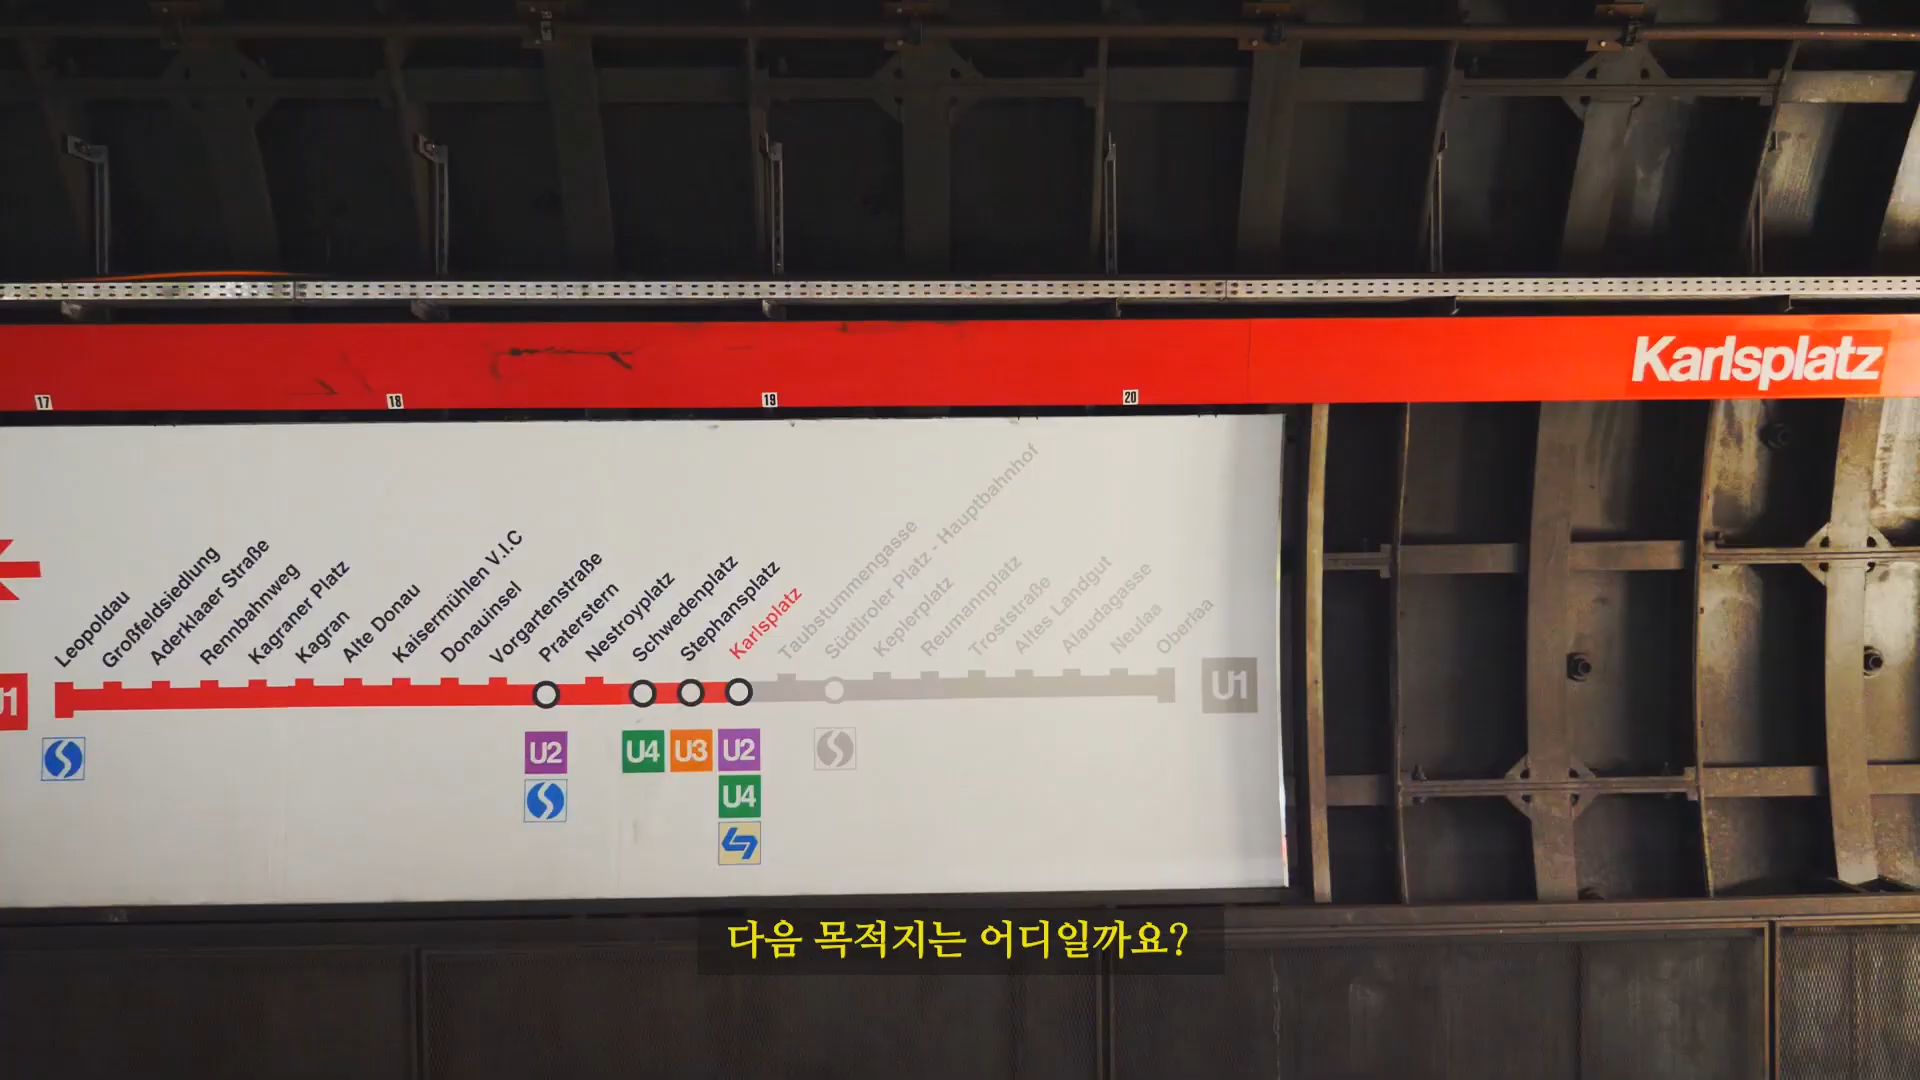 Karlsplatz
17
18
19
20
Leopoldau
Großfeldsiedlung
Aderklaaer Straße
Rennbahnweg
Kagraner Platz
Kagran
Alte Donau
Kaisermühlen V.I.C
Donauinsel
Vorgartenstraße
Praterstern
Nestroyplatz
Schwedenplatz
Stephansplatz
Karlsplatz
Taubstummengasse
Südtiroler Platz - Hauptbahnhof
Keplerplatz
Reumannplatz
Troststraße
Altes Landgut
Alaudagasse
Neulaa
Oberlaa
U1
U1
U2
U4
U3
U2
U4
다음 목적지는 어디일까요?